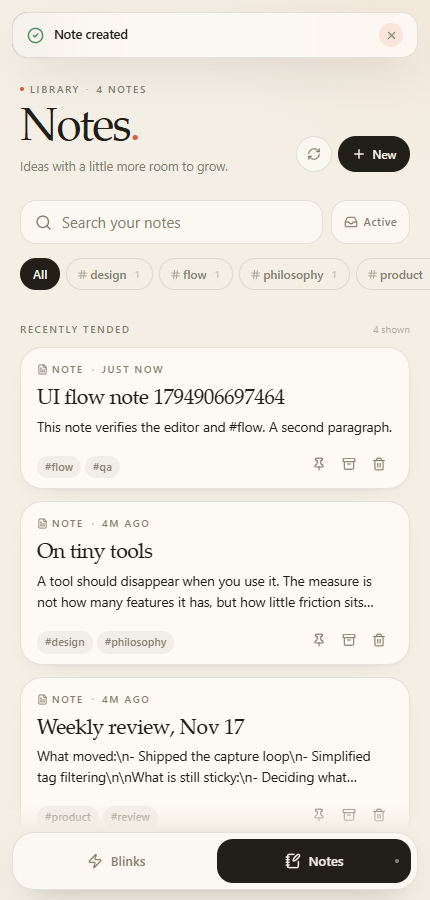 Note created
LIBRARY · 4 NOTES
Notes.
Ideas with a little more room to grow.
New
Search your notes
Active
All
# design 1
# flow 1
# philosophy 1
# product
RECENTLY TENDED
4 shown
NOTE · JUST NOW
UI flow note 1794906697464
This note verifies the editor and #flow. A second paragraph.
#flow #qa
NOTE · 4M AGO
On tiny tools
A tool should disappear when you use it. The measure is
not how many features it has, but how little friction sits...
#design #philosophy
NOTE · 4M AGO
Weekly review, Nov 17
What moved:\n- Shipped the capture loop\n- Simplified
tag filtering\n\nWhat is still sticky:\n- Deciding what...
#product #review
Blinks
Notes